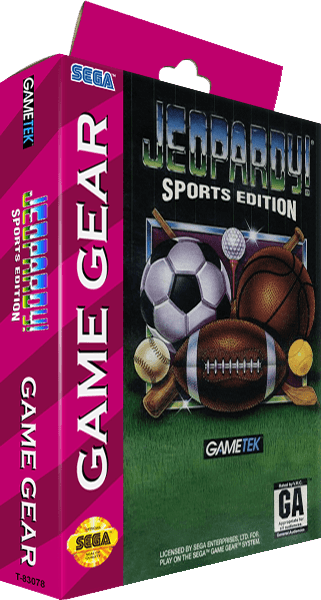 GAMETEK
JEOPARDY!
SPORTS EDITION
GAME GEAR
T-83078
SEGA
GAME GEAR
SEGA
JEOPARDY!
SPORTS EDITION
GAMETEK
GA
LICENSED BY SEGA ENTERPRISES, LTD. FOR
PLAY ON THE SEGA™ GAME GEAR™ SYSTEM.